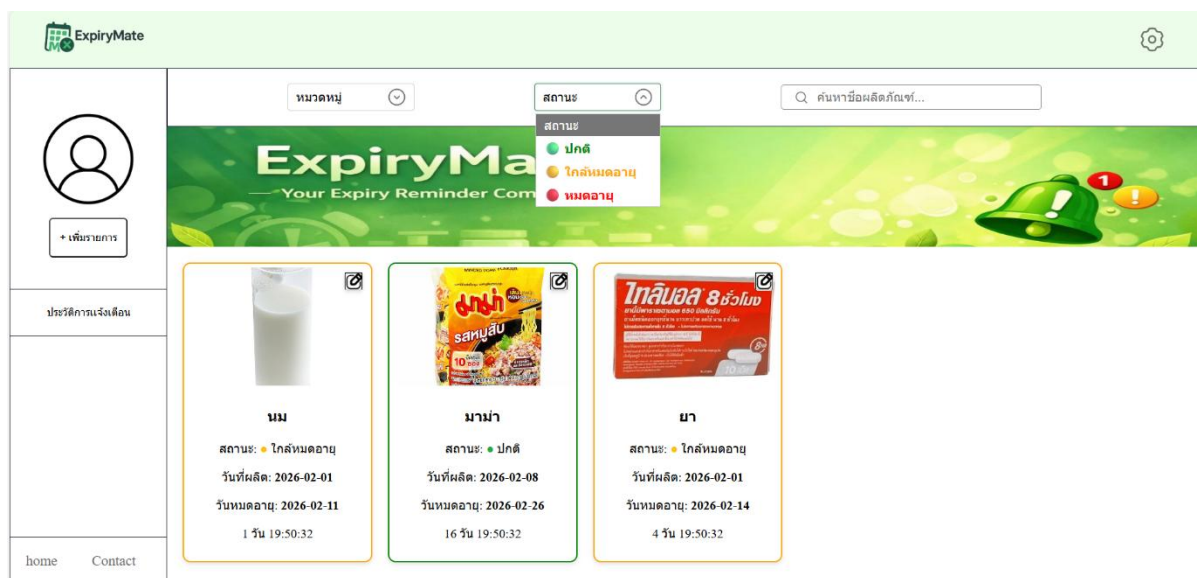 ExpiryMate
หมวดหมู่
สถานะ
ค้นหาชื่อผลิตภัณฑ์...
สถานะ
ปกติ
ใกล้หมดอายุ
หมดอายุ
ExpiryMa
Your Expiry Reminder Com
1
+ เพิ่มรายการ
ประวัติการแจ้งเตือน
มาม่า
รสหมูสับ
10
ไทลินอล 8 ชั่วโมง
10 เม็ด
นม
สถานะ: ใกล้หมดอายุ
วันที่ผลิต: 2026-02-01
วันหมดอายุ: 2026-02-11
1 วัน 19:50:32
มาม่า
สถานะ: ปกติ
วันที่ผลิต: 2026-02-08
วันหมดอายุ: 2026-02-26
16 วัน 19:50:32
ยา
สถานะ: ใกล้หมดอายุ
วันที่ผลิต: 2026-02-01
วันหมดอายุ: 2026-02-14
4 วัน 19:50:32
home Contact